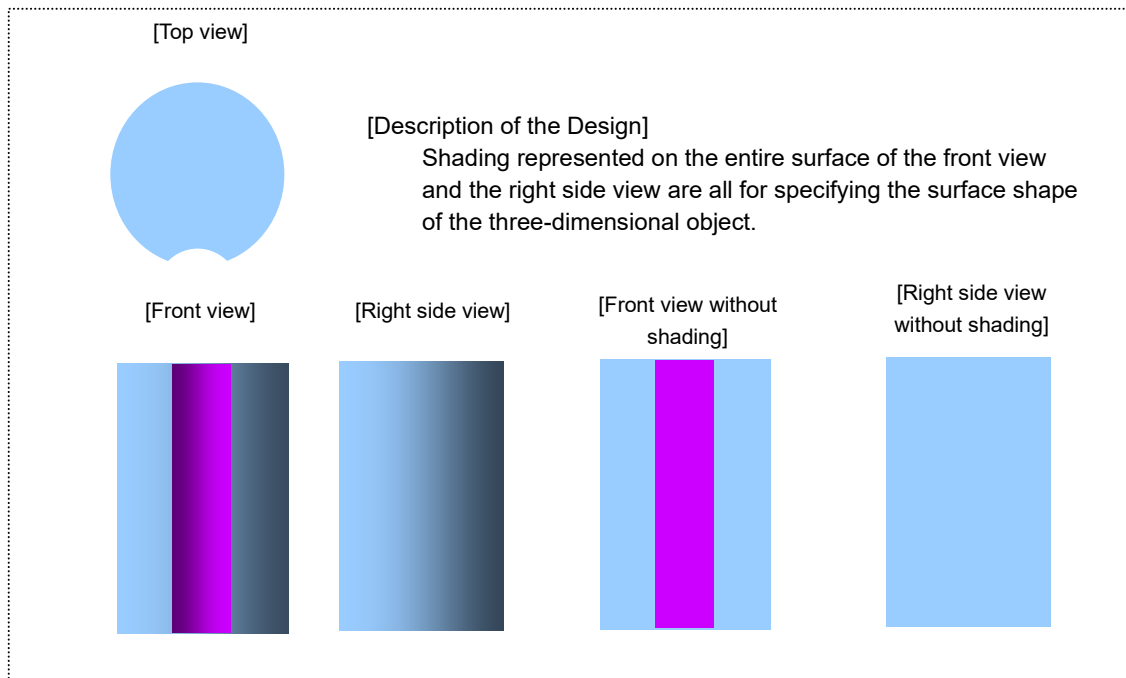 [Top view]
[Description of the Design]
Shading represented on the entire surface of the front view
and the right side view are all for specifying the surface shape
of the three-dimensional object.
[Front view]
[Right side view]
[Front view without
shading]
[Right side view
without shading]